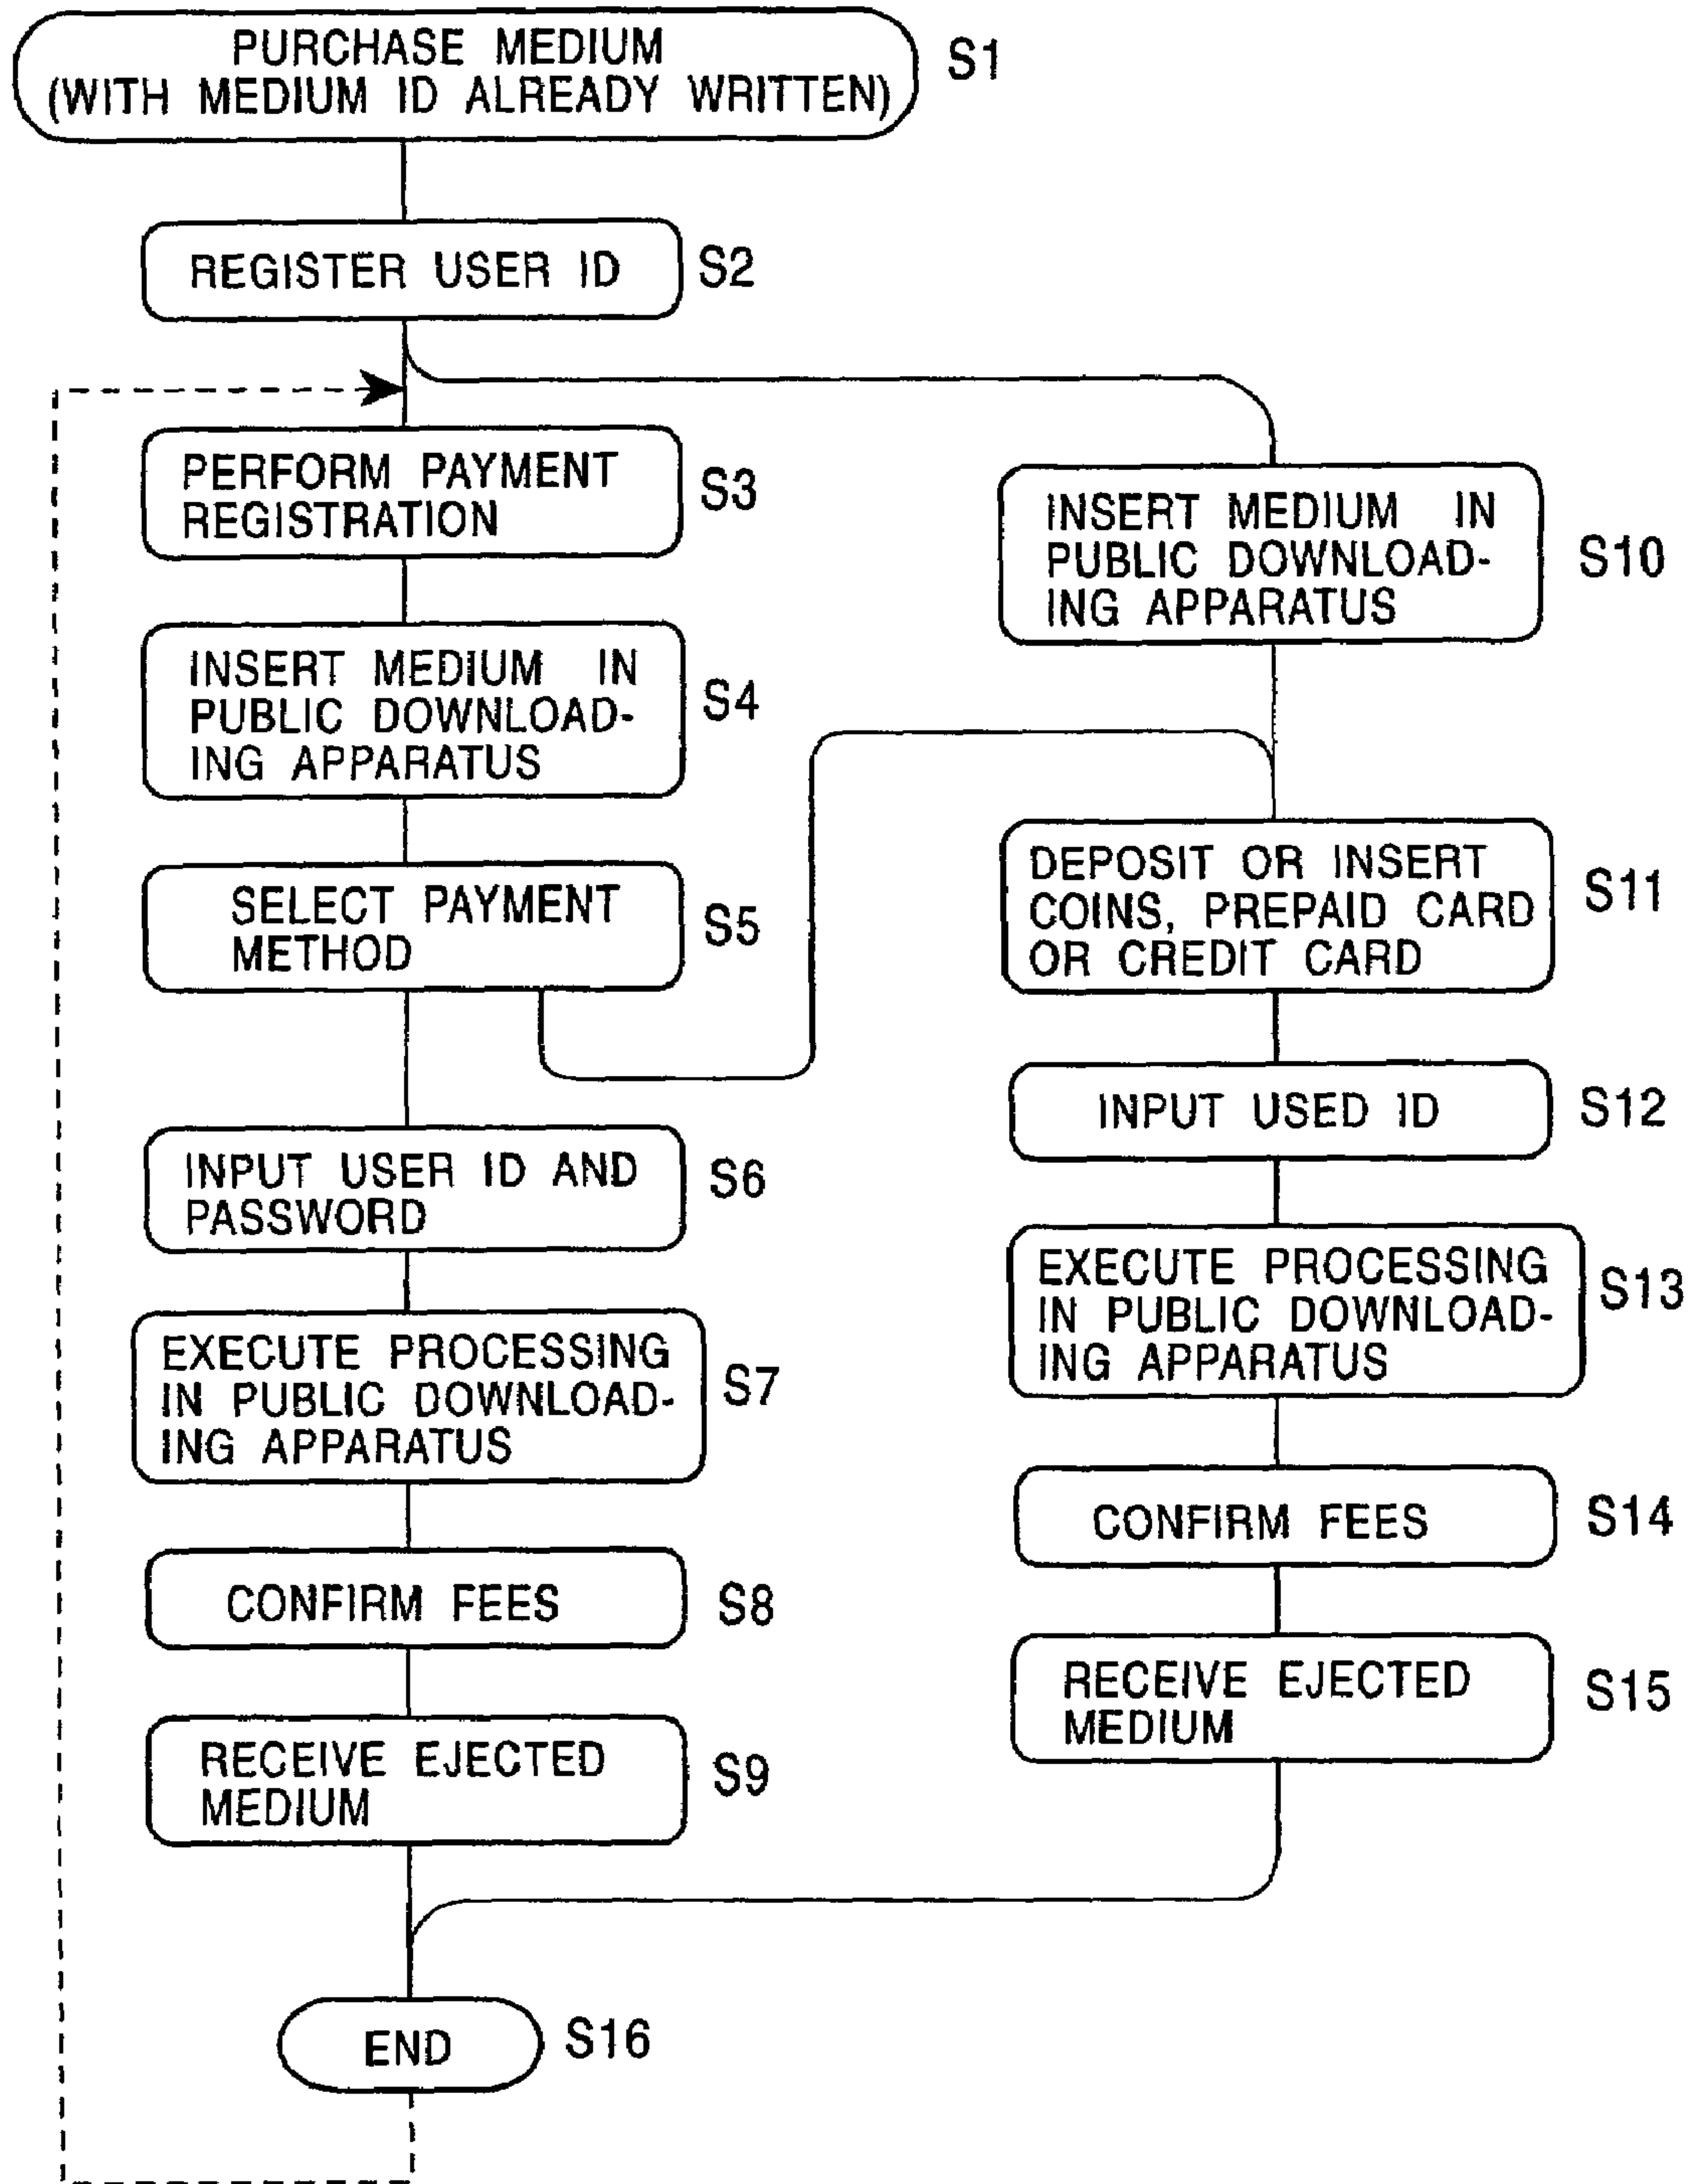 PURCHASE MEDIUM
(WITH MEDIUM ID ALREADY WRITTEN)
S1
REGISTER USER ID
S2
PERFORM PAYMENT
REGISTRATION
S3
INSERT MEDIUM IN
PUBLIC DOWNLOAD-
ING APPARATUS
S4
SELECT PAYMENT
METHOD
S5
INPUT USER ID AND
PASSWORD
S6
EXECUTE PROCESSING
IN PUBLIC DOWNLOAD-
ING APPARATUS
S7
CONFIRM FEES
S8
RECEIVE EJECTED
MEDIUM
S9
INSERT MEDIUM IN
PUBLIC DOWNLOAD-
ING APPARATUS
S10
DEPOSIT OR INSERT
COINS, PREPAID CARD
OR CREDIT CARD
S11
INPUT USED ID
S12
EXECUTE PROCESSING
IN PUBLIC DOWNLOAD-
ING APPARATUS
S13
CONFIRM FEES
S14
RECEIVE EJECTED
MEDIUM
S15
END
S16